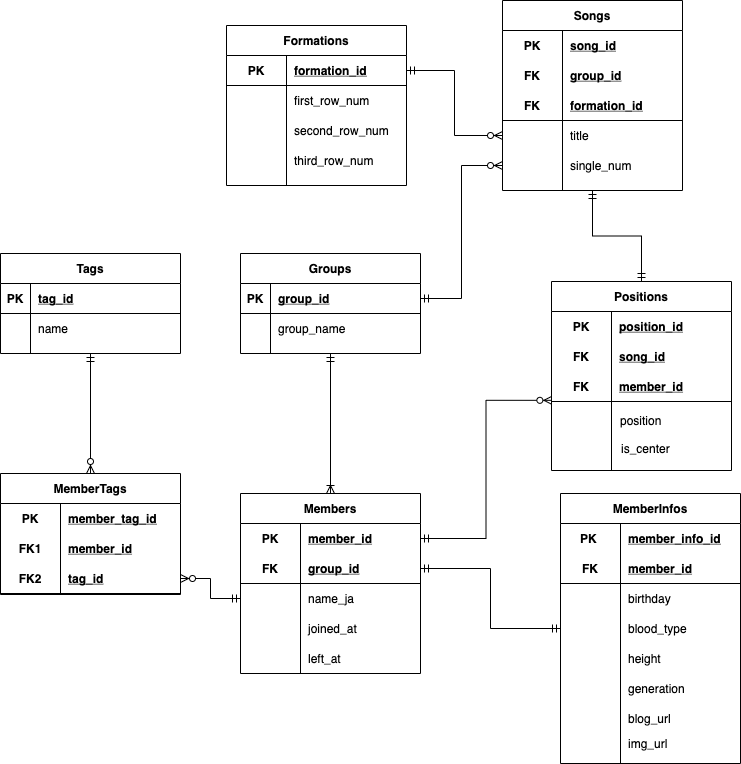 Songs
PK song_id
FK group_id
FK formation_id
title
single_num
Formations
PK formation_id
first_row_num
second_row_num
third_row_num
Tags
PK tag_id
name
Groups
PK group_id
group_name
Positions
PK position_id
FK song_id
FK member_id
position
is_center
MemberTags
PK member_tag_id
FK1 member_id
FK2 tag_id
Members
PK member_id
FK group_id
name_ja
joined_at
left_at
MemberInfos
PK member_info_id
FK member_id
birthday
blood_type
height
generation
blog_url
img_url